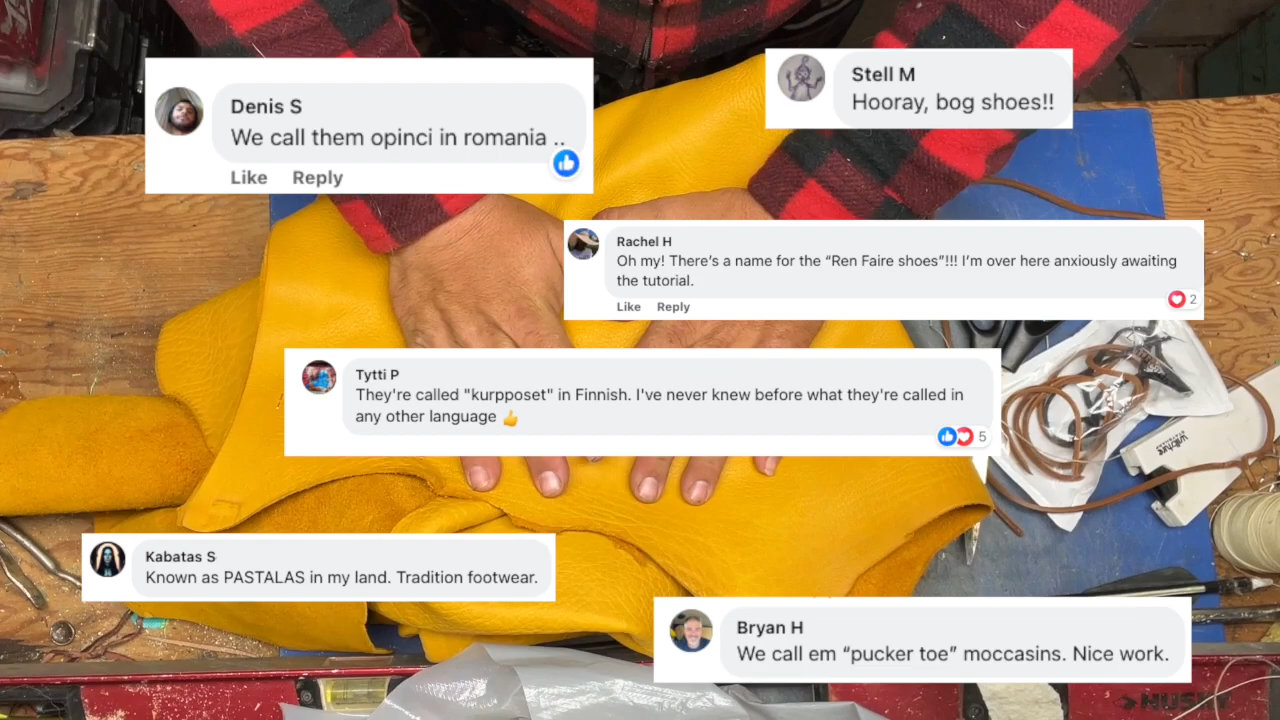 Denis S
We call them opinci in romania ..
Like Reply
Stell M
Hooray, bog shoes!!
Rachel H
Oh my! There's a name for the “Ren Faire shoes”!!! I'm over here anxiously awaiting
the tutorial.
Like Reply
2
Tytti P
They're called "kurpposet" in Finnish. I've never knew before what they're called in
any other language 👍
5
Kabatas S
Known as PASTALAS in my land. Tradition footwear.
Bryan H
We call em “pucker toe” moccasins. Nice work.
HUSKY